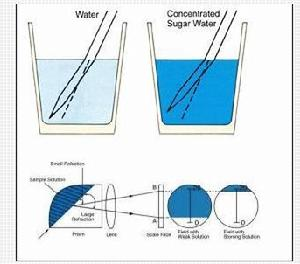 Water
Concentrated
Sugar Water
Small Refraction
Sample Solution
Large
Refraction
Prism
Lens
Scale Face
B
A
D
D
Field with
Weak Solution
Field with
Strong Solution